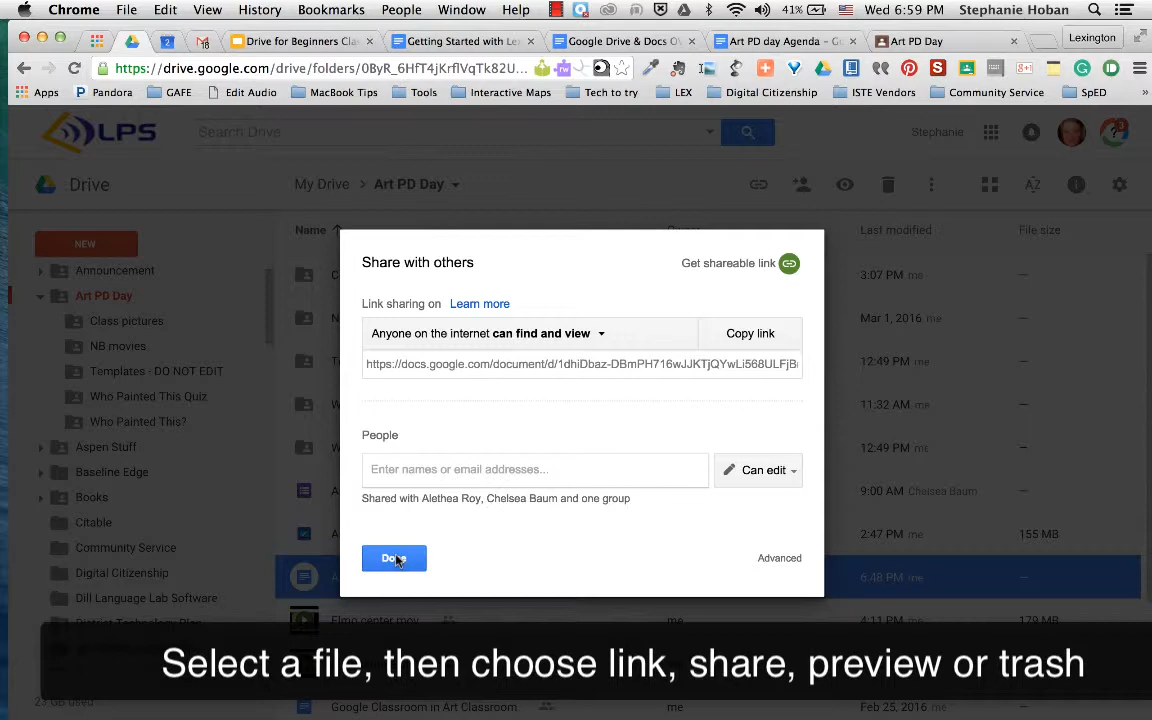 Chrome File Edit View History Bookmarks People Window Help 41% Wed 6:59 PM Stephanie Hoban
Drive for Beginners Cla Getting Started with Le Google Drive & Docs O Art PD day Agenda – G Art PD Day Lexington
https://drive.google.com/drive/folders/0ByR_6HfT4jKrflVqTk82U...
Apps Pandora GAFE Edit Audio MacBook Tips Tools Interactive Maps Tech to try LEX Digital Citizenship ISTE Vendors Community Service SpED »
LPS Search Drive Stephanie
Drive My Drive > Art PD Day
NEW
Announcement
Art PD Day
Class pictures
NB movies
Templates - DO NOT EDIT
Who Painted This Quiz
Who Painted This?
Aspen Stuff
Baseline Edge
Books
Citable
Community Service
Digital Citizenship
Dill Language Lab Software
District Technology Plan
Name Last modified File size
3:07 PM me —
Mar 1, 2016 me —
12:49 PM me —
11:32 AM me —
12:49 PM me —
9:00 AM Chelsea Baum —
2:47 PM me 155 MB
6:48 PM me —
Elmo center.mov me 4:11 PM me 179 MB
Google Classroom in Art Classroom me Feb 25, 2016 me —
Share with others Get shareable link
Link sharing on Learn more
Anyone on the internet can find and view Copy link
https://docs.google.com/document/d/1dhiDbaz-DBmPH716wJJKTjQYwLi568ULFjB
People
Enter names or email addresses... Can edit
Shared with Alethea Roy, Chelsea Baum and one group
Done Advanced
Select a file, then choose link, share, preview or trash